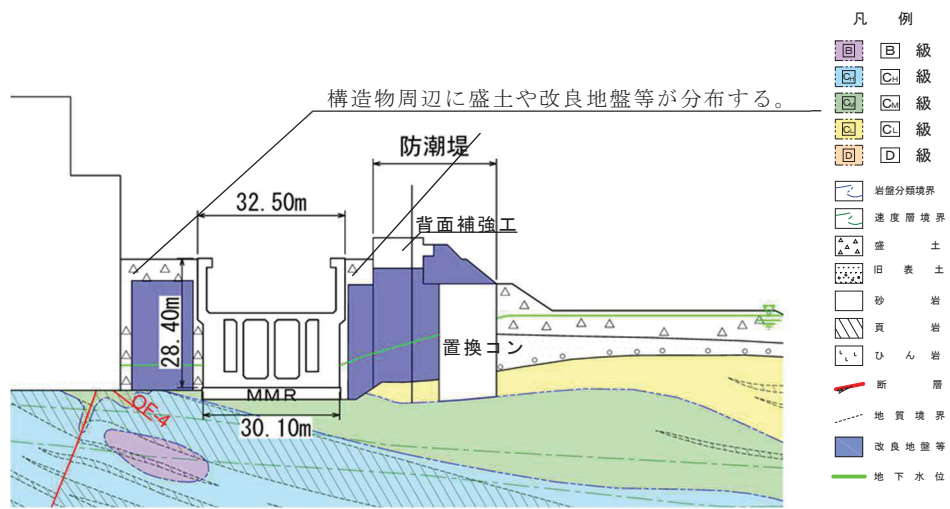 構造物周辺に盛土や改良地盤等が分布する。
防潮堤
32.50m
背面補強工
28.40m
置換コン
MMR
OF-4
30.10m
凡 例
B B 級
CH CH 級
CM CM 級
CL CL 級
D D 級
岩盤分類境界
速度層境界
盛 土
旧 表 土
砂 岩
頁 岩
ひ ん 岩
断 層
地 質 境 界
改 良 地 盤 等
地 下 水 位